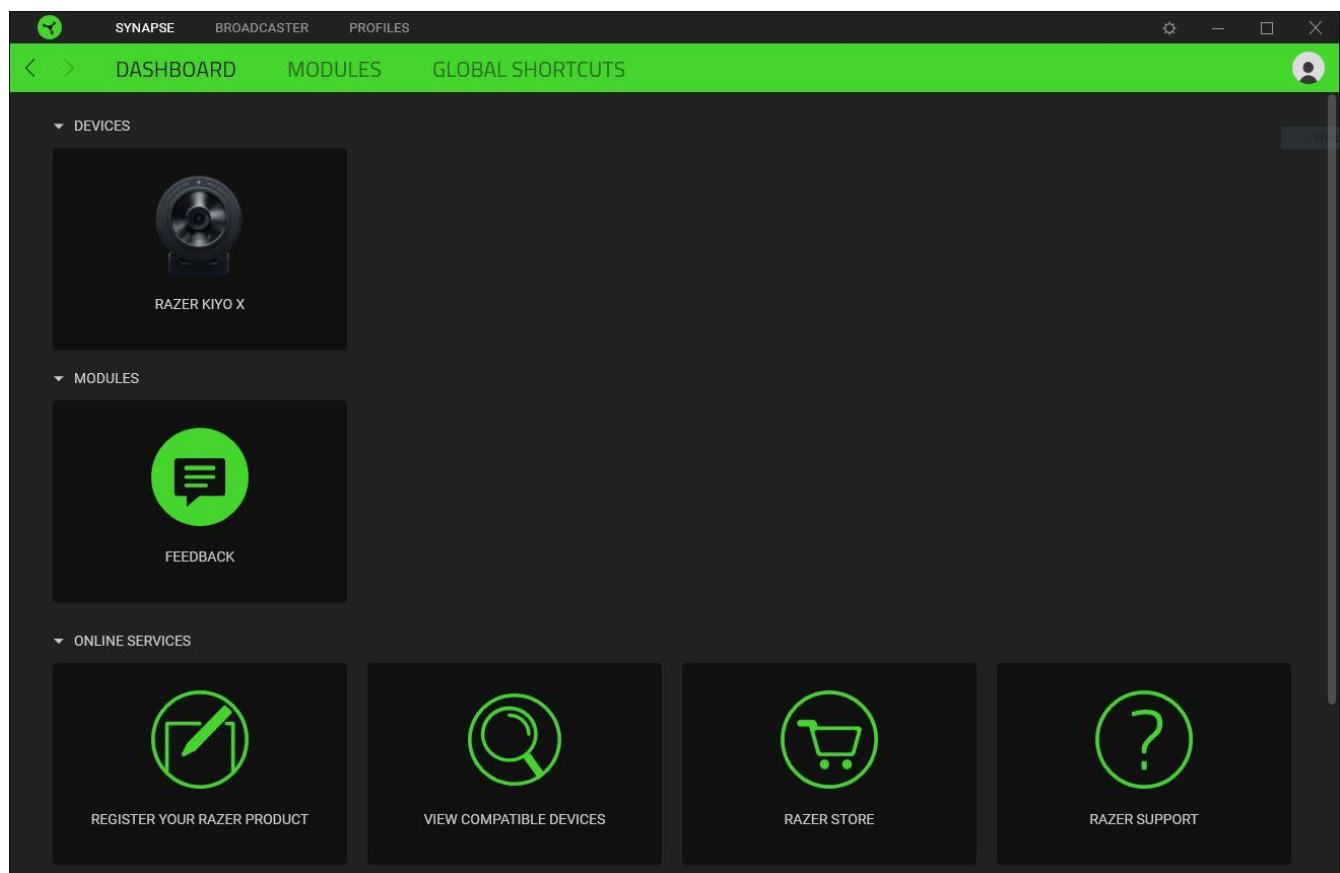 SYNAPSE BROADCASTER PROFILES
DASHBOARD MODULES GLOBAL SHORTCUTS
DEVICES
RAZER KIYO X
MODULES
FEEDBACK
ONLINE SERVICES
REGISTER YOUR RAZER PRODUCT VIEW COMPATIBLE DEVICES RAZER STORE RAZER SUPPORT